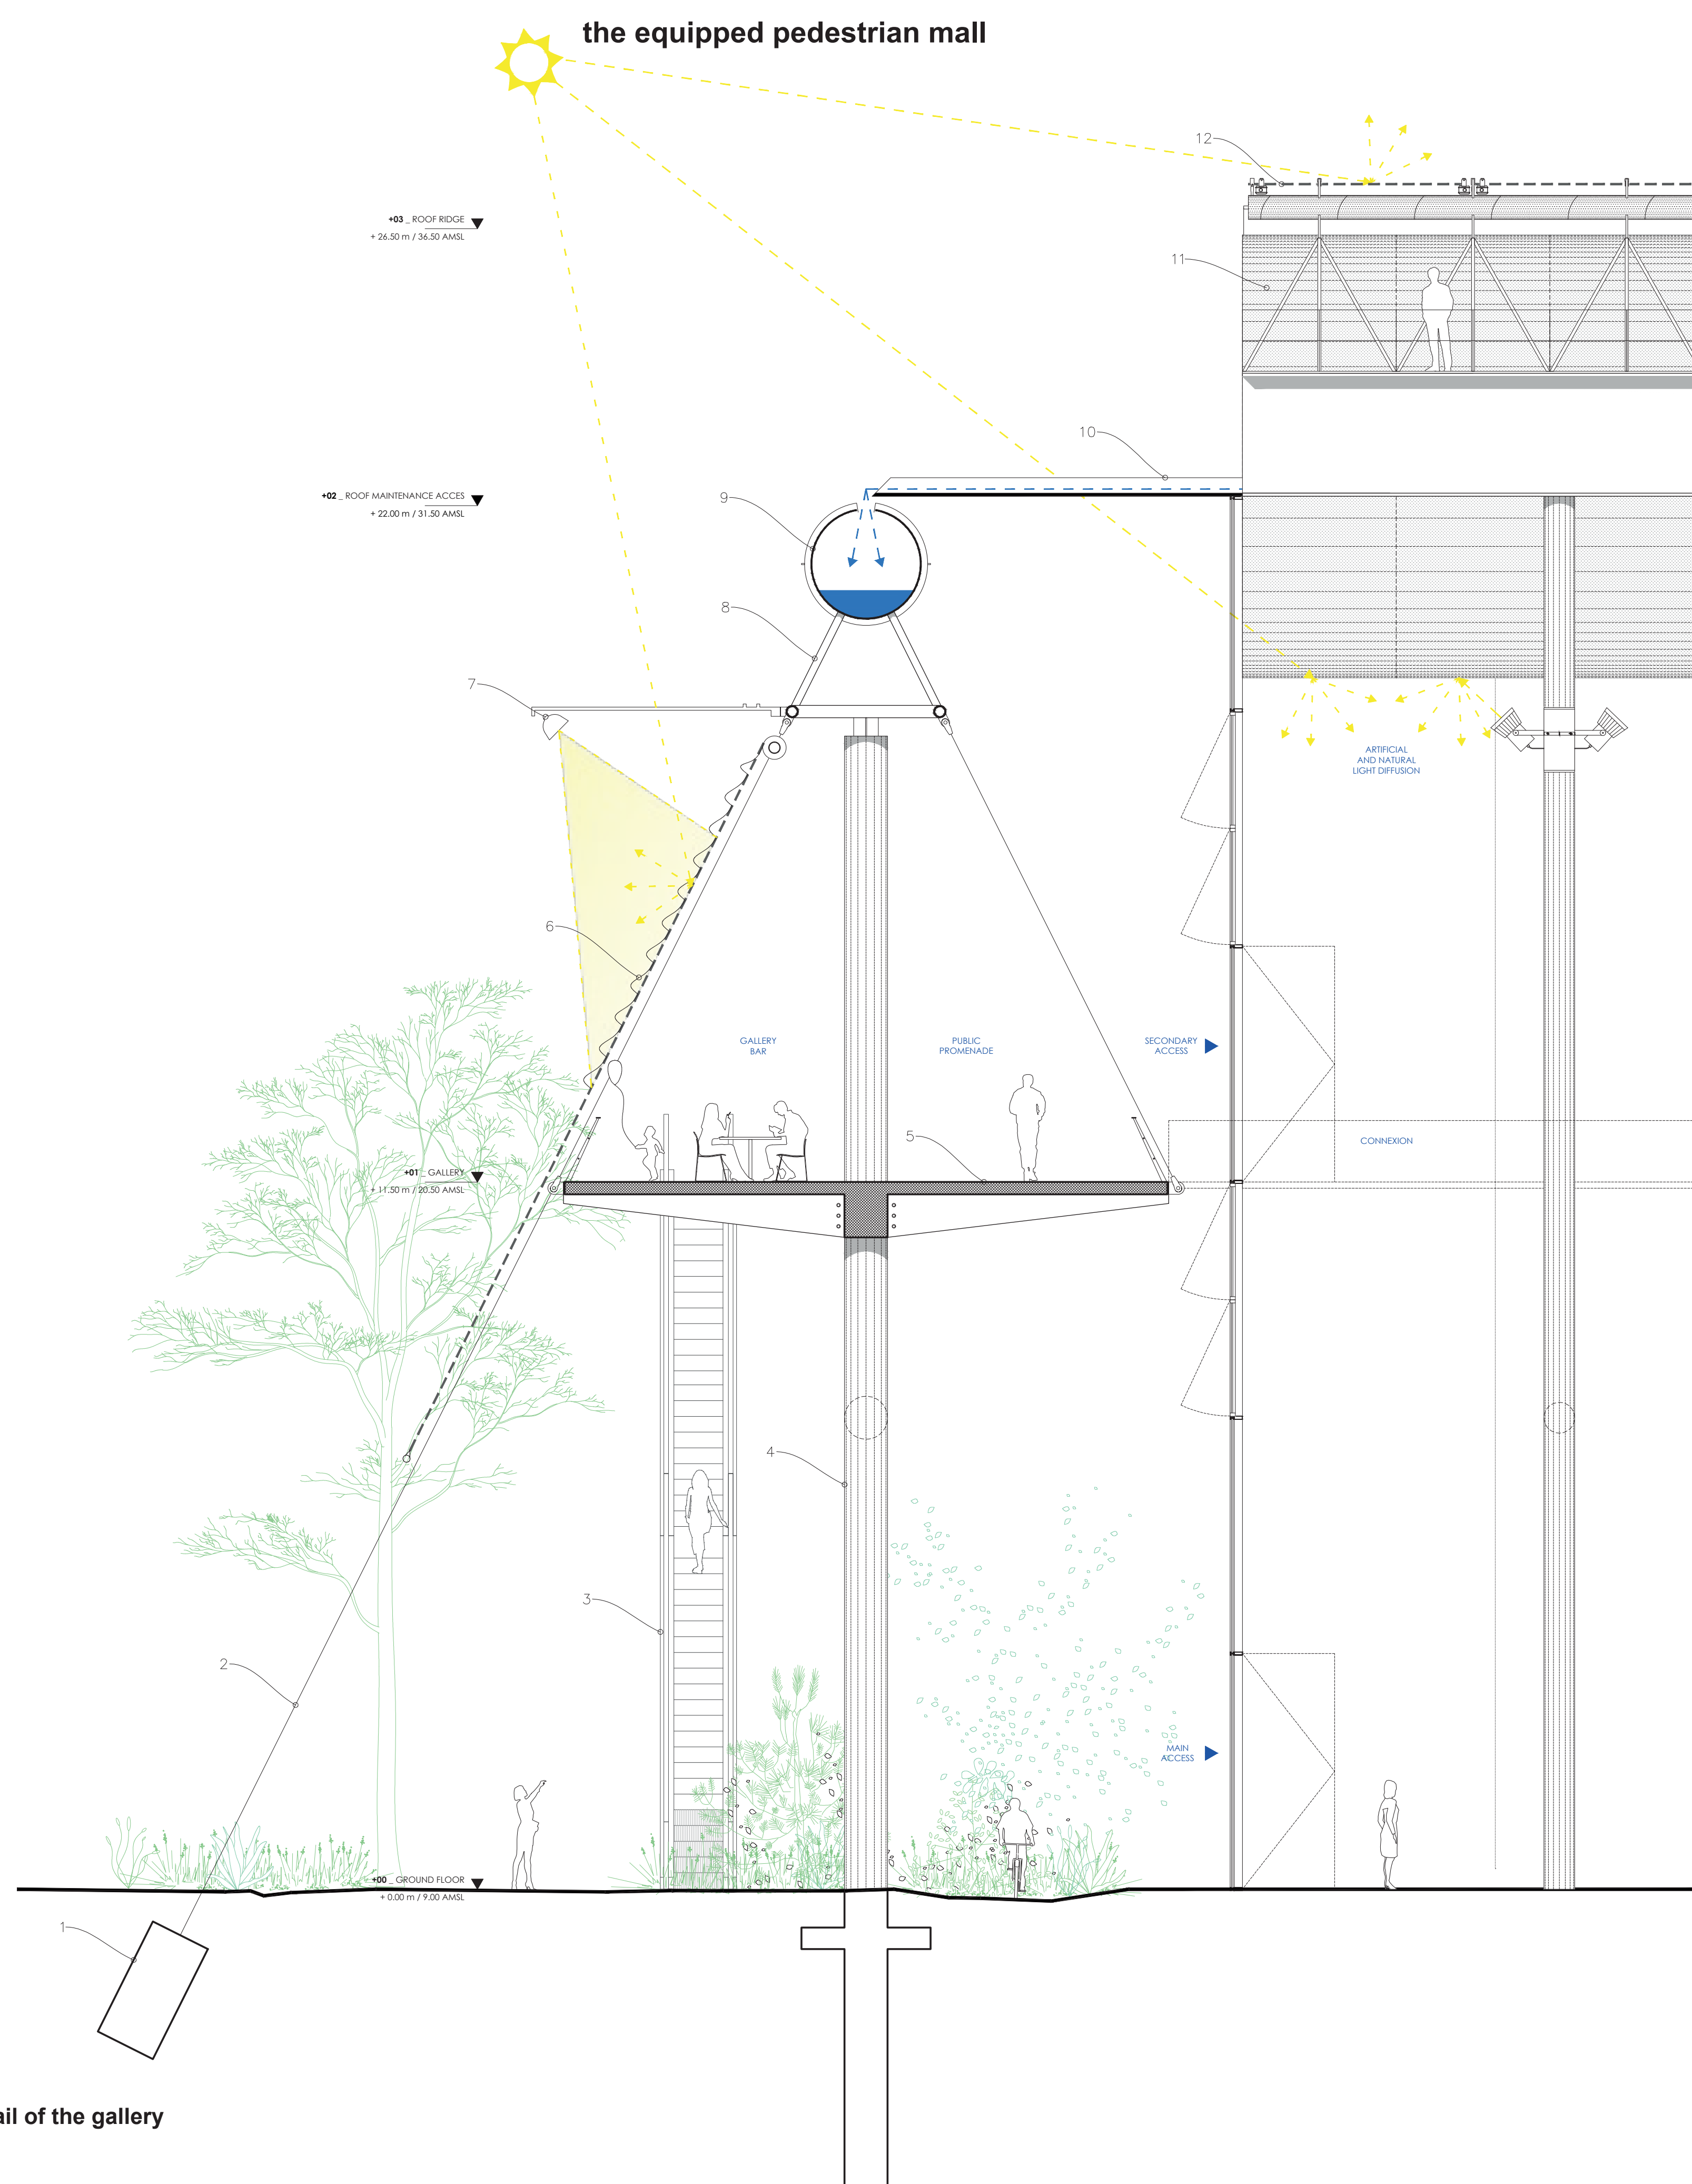 the equipped pedestrian mall
12
+03 _ ROOF RIDGE
+ 26.50 m / 36.50 AMSL
11
10
+02 _ ROOF MAINTENANCE ACCES
+ 22.00 m / 31.50 AMSL
9
8
7
ARTIFICIAL
AND NATURAL
LIGHT DIFFUSION
6
GALLERY
BAR
PUBLIC
PROMENADE
SECONDARY
ACCESS
5
CONNEXION
+01 _ GALLERY
+ 11.50 m / 20.50 AMSL
4
3
2
MAIN
ACCESS
+00 _ GROUND FLOOR
+ 0.00 m / 9.00 AMSL
1
ail of the gallery